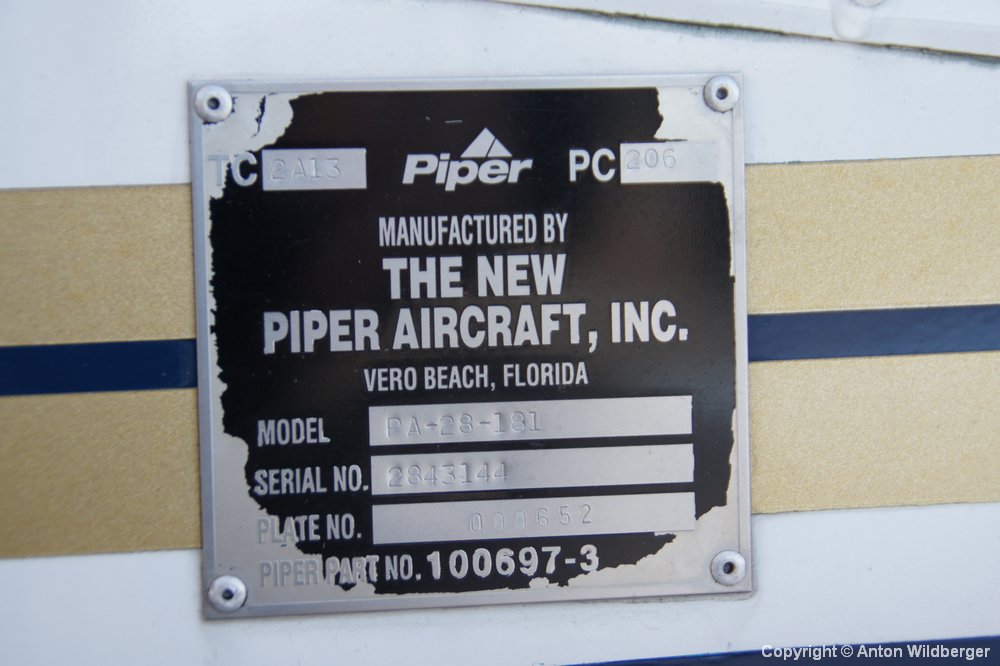 TC 2A13 Piper PC 206
MANUFACTURED BY
THE NEW
PIPER AIRCRAFT, INC.
VERO BEACH, FLORIDA
MODEL PA-28-181
SERIAL NO. 2843144
PLATE NO. 000652
PIPER PART NO. 100697-3
Copyright © Anton Wildberger